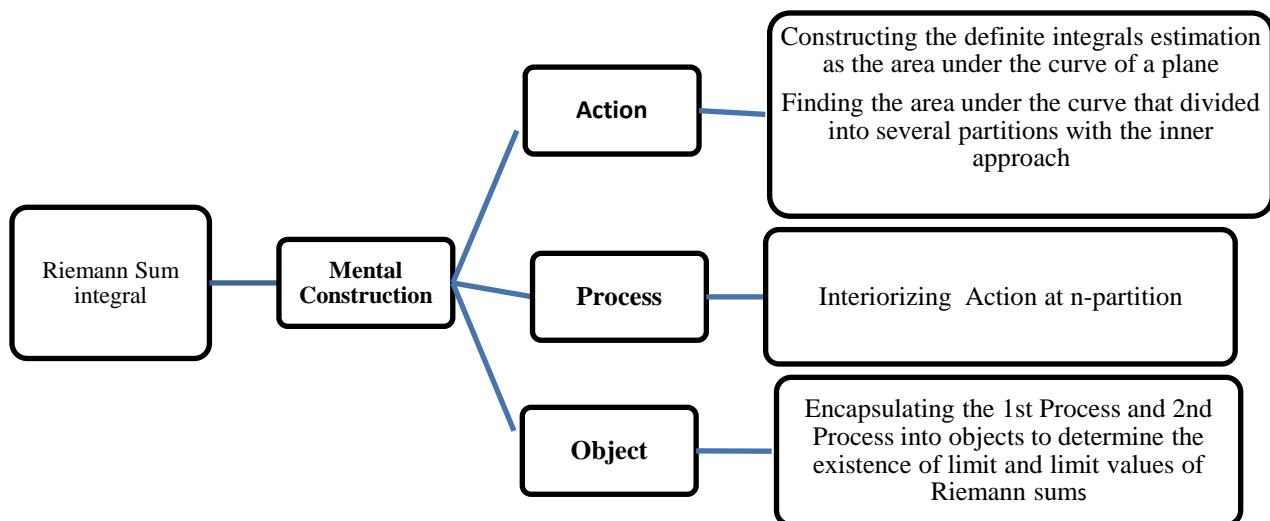 Riemann Sum
integral
Mental
Construction
Action
Constructing the definite integrals estimation
as the area under the curve of a plane
Finding the area under the curve that divided
into several partitions with the inner
approach
Process
Interiorizing Action at n-partition
Object
Encapsulating the 1st Process and 2nd
Process into objects to determine the
existence of limit and limit values of
Riemann sums